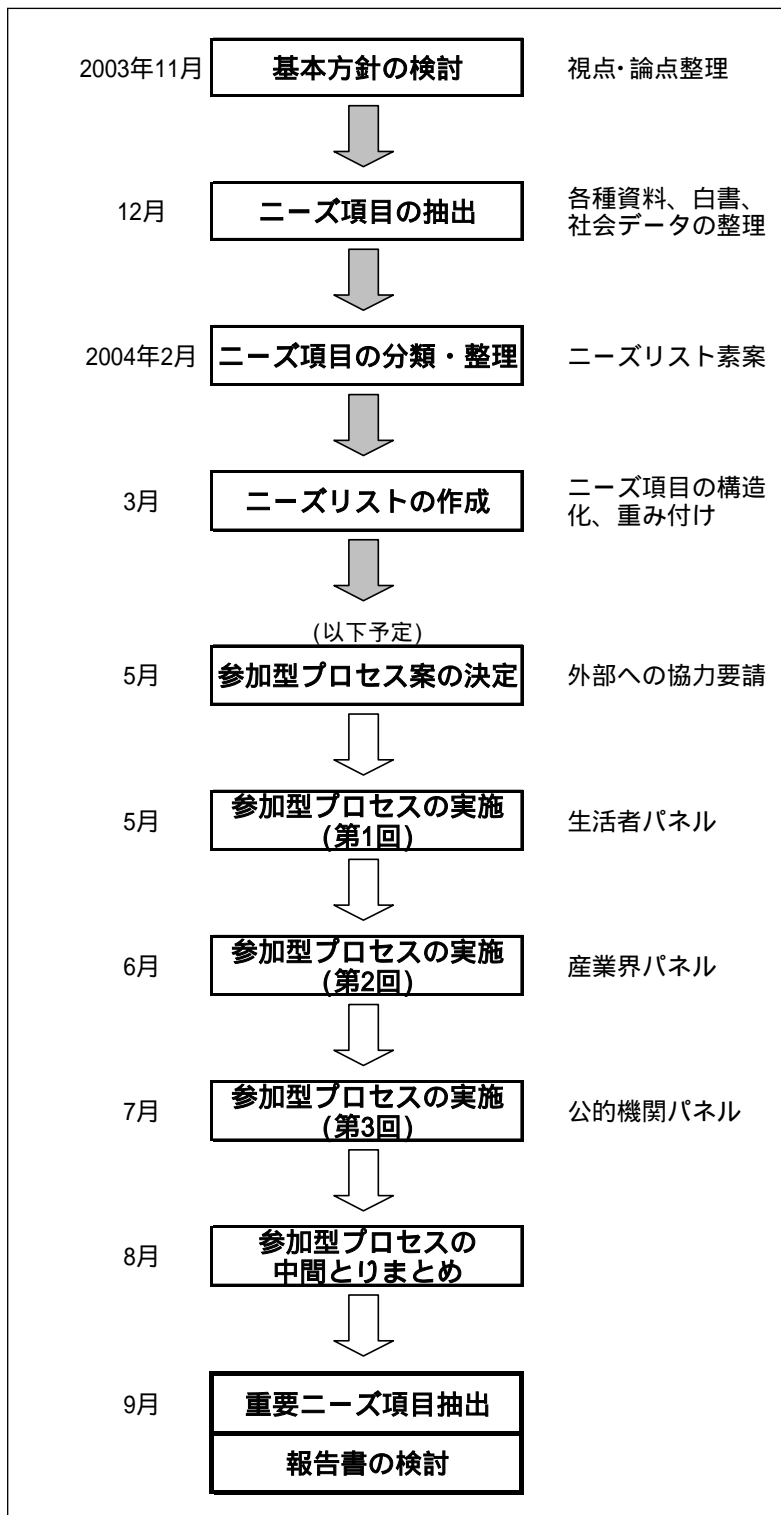 2003年11月
基本方針の検討
視点・論点整理
12月
ニーズ項目の抽出
各種資料、白書、
社会データの整理
2004年2月
ニーズ項目の分類・整理
ニーズリスト素案
3月
ニーズリストの作成
ニーズ項目の構造
化、重み付け
(以下予定)
5月
参加型プロセス案の決定
外部への協力要請
5月
参加型プロセスの実施
(第1回)
生活者パネル
6月
参加型プロセスの実施
(第2回)
産業界パネル
7月
参加型プロセスの実施
(第3回)
公的機関パネル
8月
参加型プロセスの
中間とりまとめ
9月
重要ニーズ項目抽出
報告書の検討